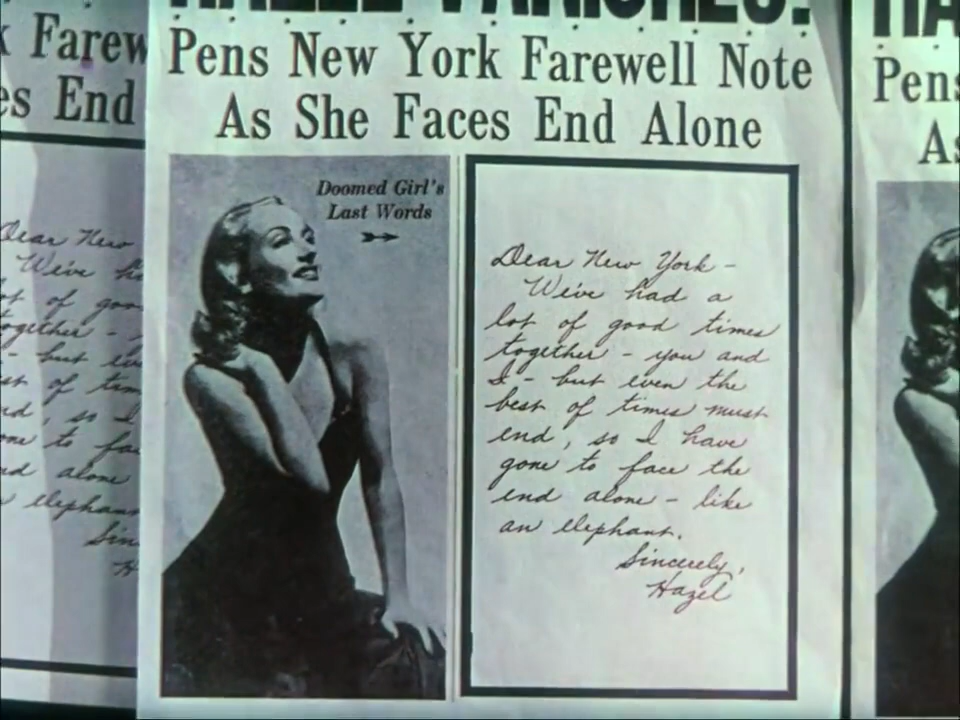 Pens New York Farewell Note
As She Faces End Alone
Doomed Girl's
Last Words
Dear New York –
We've had a
lot of good times
together – you and
I – but even the
best of times must
end, so I have
gone to face the
end alone – like
an elephant.
Sincerely,
Hazel